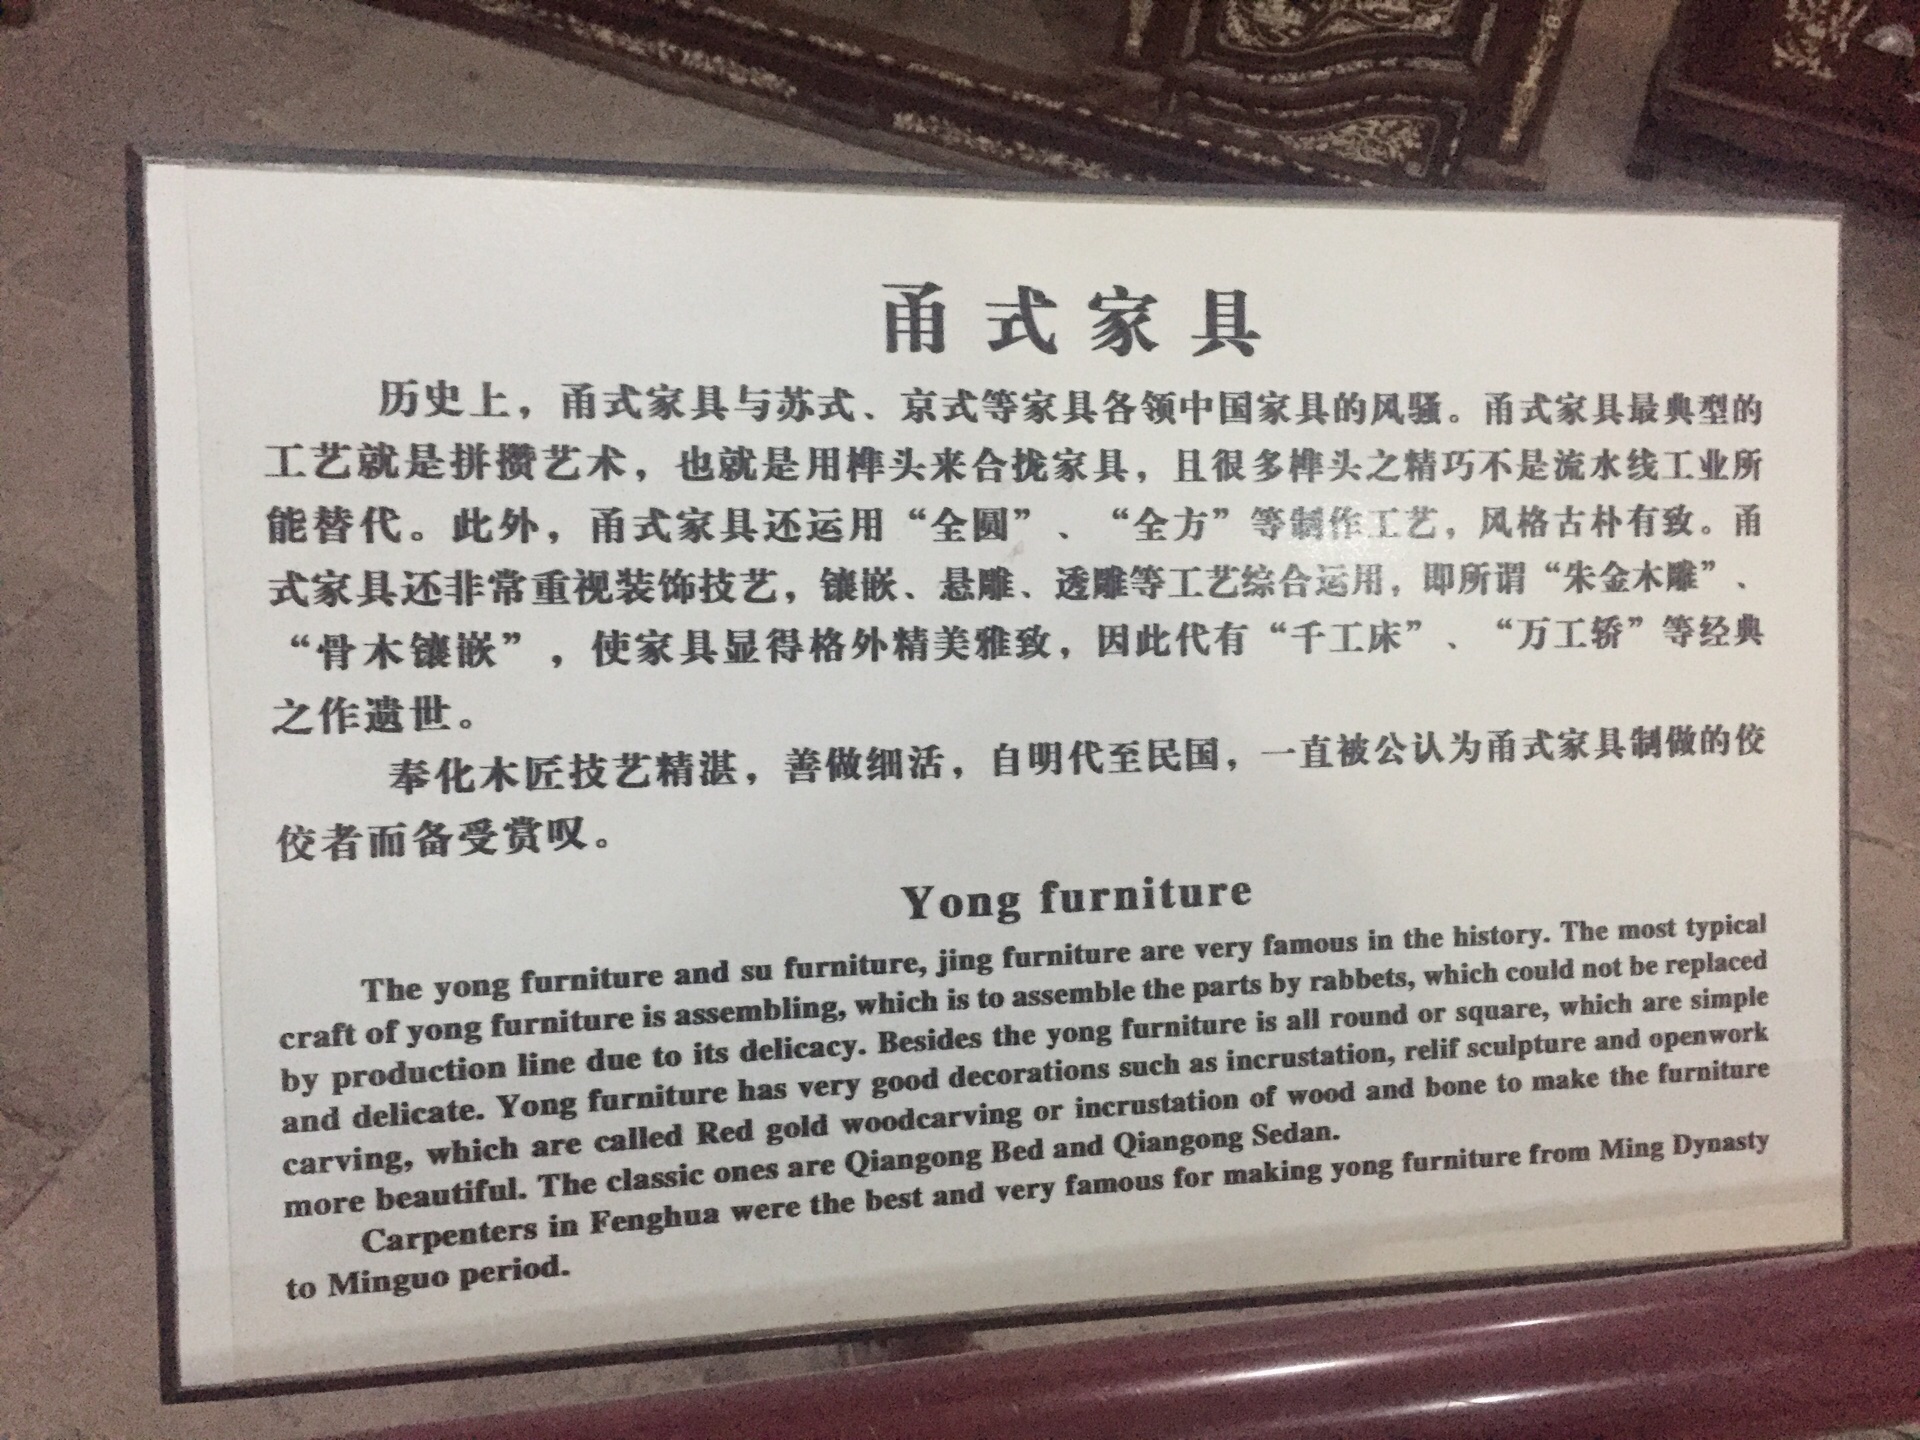 甬式家具
历史上，甬式家具与苏式、京式等家具各领中国家具的风骚。甬式家具最典型的
工艺就是拼攒艺术，也就是用榫头来合拢家具，且很多榫头之精巧不是流水线工业所
能替代。此外，甬式家具还运用“全圆”、“全方”等制作工艺，风格古朴有致。甬
式家具还非常重视装饰技艺，镶嵌、悬雕、透雕等工艺综合运用，即所谓“朱金木雕”、
“骨木镶嵌”，使家具显得格外精美雅致，因此代有“千工床”、“万工轿”等经典
之作遗世。
奉化木匠技艺精湛，善做细活，自明代至民国，一直被公认为甬式家具制做的佼
佼者而备受赏叹。
Yong furniture
The yong furniture and su furniture, jing furniture are very famous in the history. The most typical
craft of yong furniture is assembling, which is to assemble the parts by rabbets, which could not be replaced
by production line due to its delicacy. Besides the yong furniture is all round or square, which are simple
and delicate. Yong furniture has very good decorations such as incrustation, relif sculpture and openwork
carving, which are called Red gold woodcarving or incrustation of wood and bone to make the furniture
more beautiful. The classic ones are Qiangong Bed and Qiangong Sedan.
Carpenters in Fenghua were the best and very famous for making yong furniture from Ming Dynasty
to Minguo period.